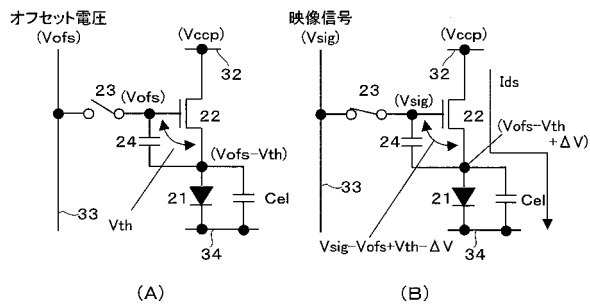 オフセット電圧
(Vofs)
(Vccp)
32
23
(Vofs)
22
24
(Vofs−Vth)
21
Cel
33
Vth
34
(A)
映像信号
(Vsig)
(Vccp)
32
Ids
23
(Vsig)
22
24
(Vofs−Vth
+ΔV)
21
Cel
33
Vsig−Vofs+Vth−ΔV
34
(B)